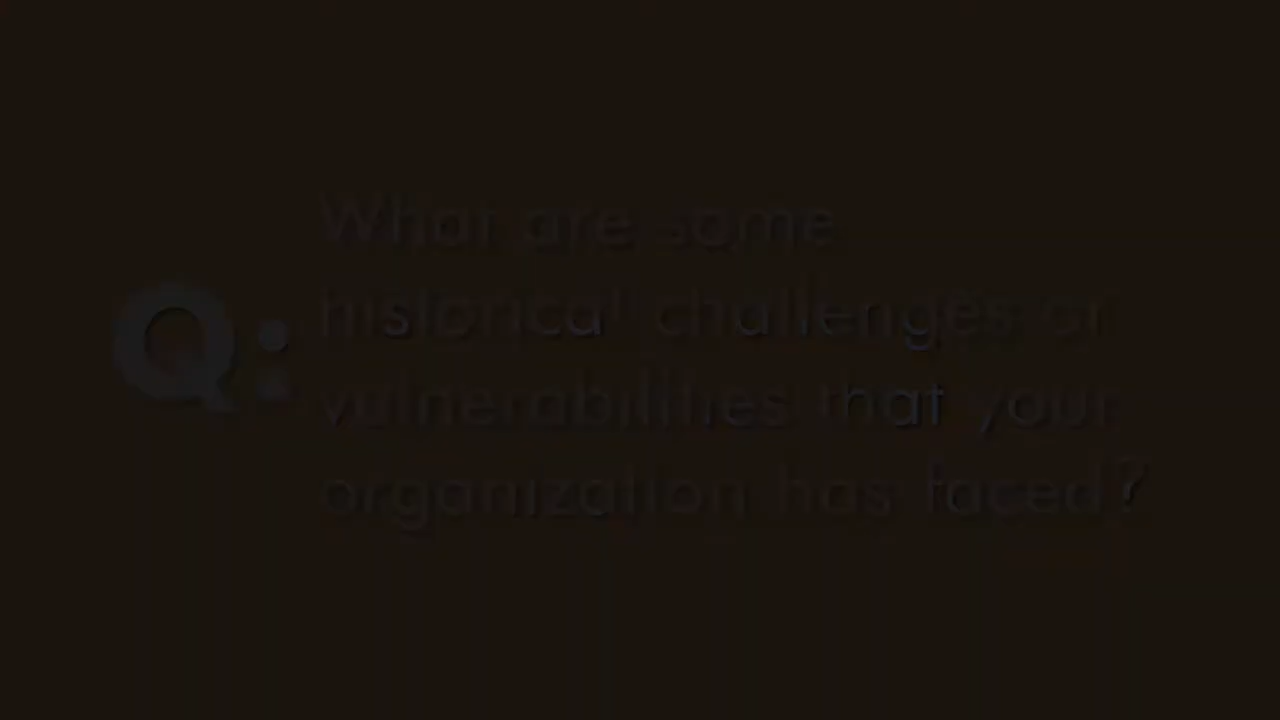 Q:
What are some
historical challenges or
vulnerabilities that your
organization has faced?